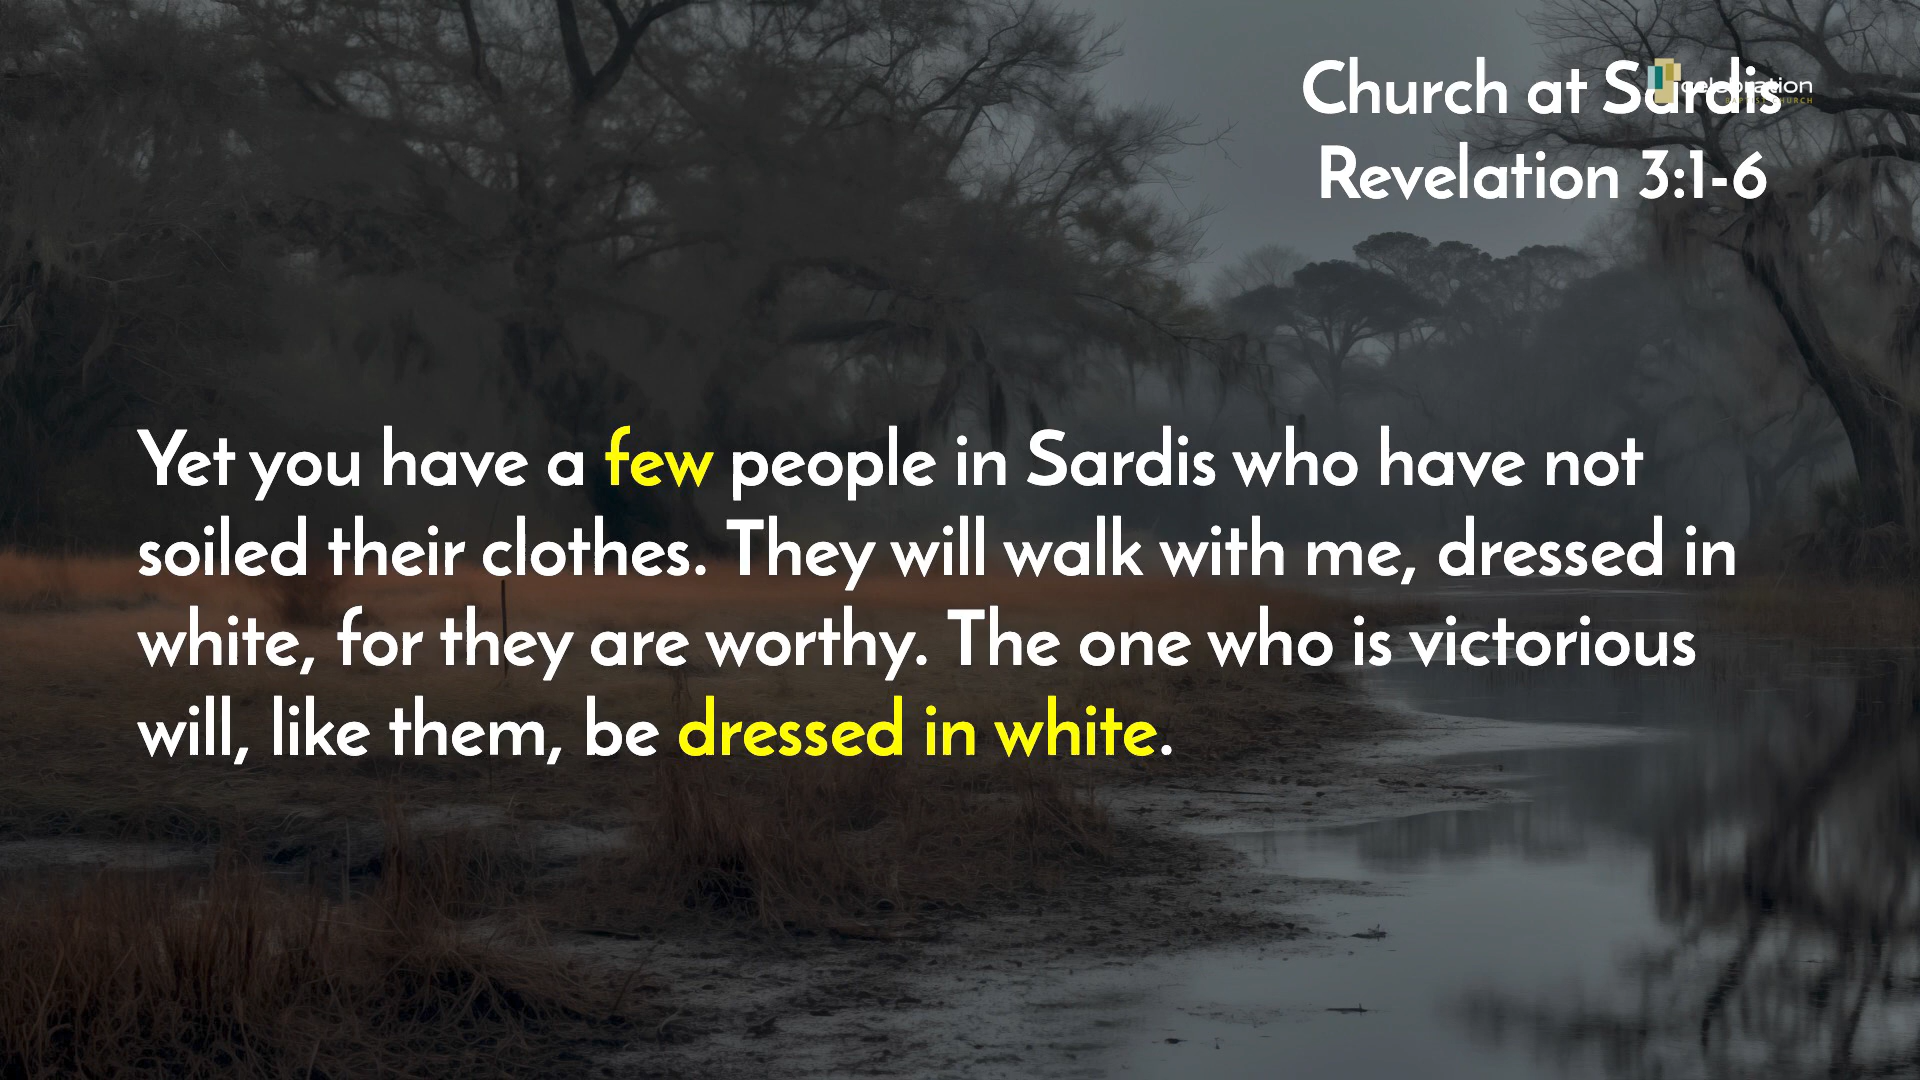 Church at Sardis
celebration
Revelation 3:1-6
Yet you have a few people in Sardis who have not
soiled their clothes. They will walk with me, dressed in
white, for they are worthy. The one who is victorious
will, like them, be dressed in white.